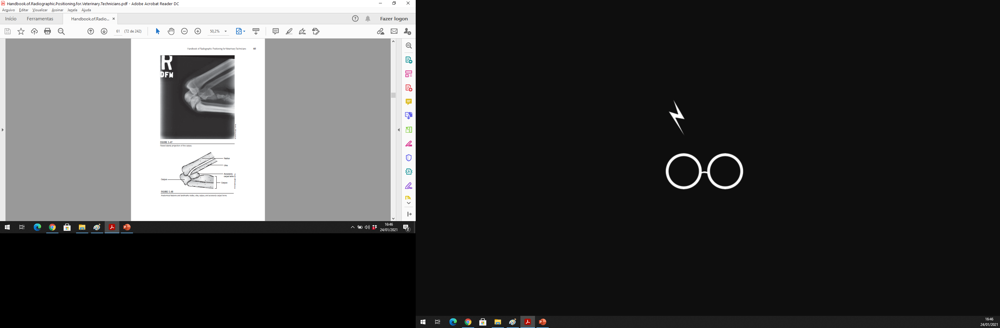 Handbook.of.Radiographic.Positioning.for.Veterinary.Technicians.pdf - Adobe Acrobat Reader DC
Arquivo Editar Visualizar Assinar Janela Ajuda
Início Ferramentas Handbook.of.Radio... × Fazer logon
61 (72 de 242) 50,2%
Handbook of Radiographic Positioning for Veterinary Technicians 61
R
DFM
FIGURE 5-47
Flexed lateral projection of the carpus.
Radius
Ulna
Accessory
carpal bone
Carpus
Carpus
FIGURE 5-48
Anatomical features and landmarks: radius, ulna, carpus, and accessory carpal bone.
16:46
24/01/2021
2
1
16:46
24/01/2021